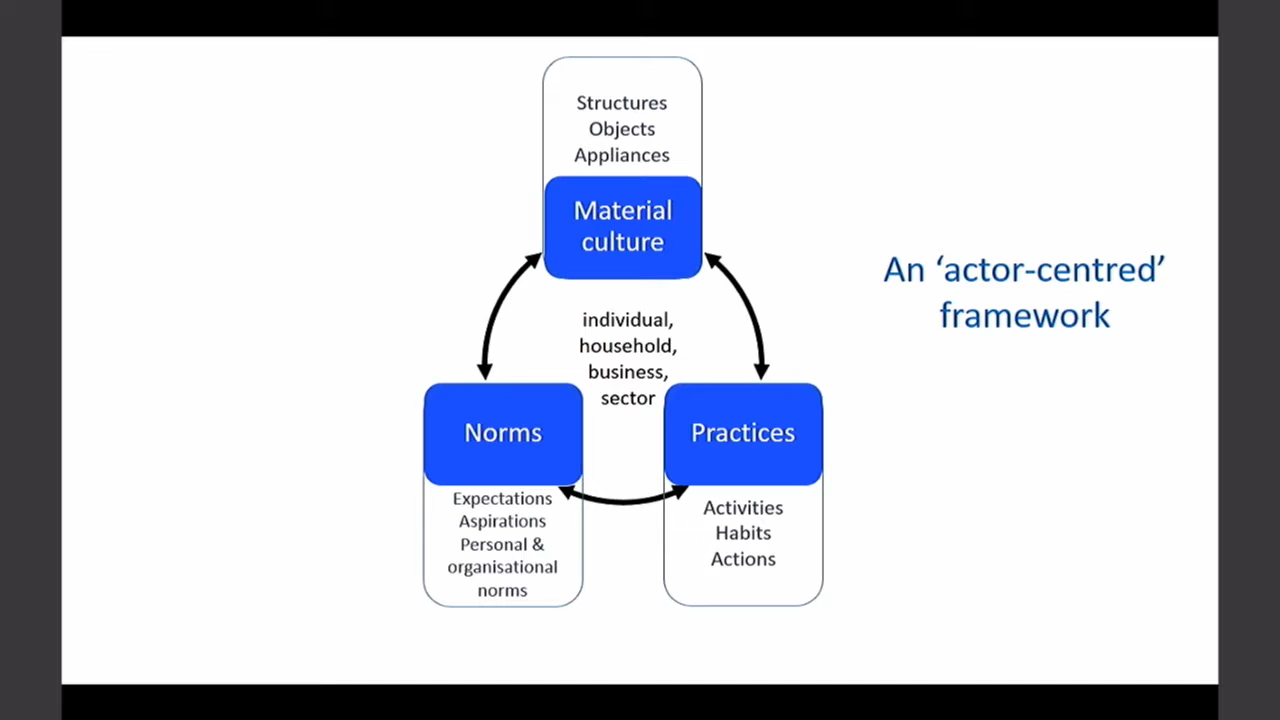 Structures
Objects
Appliances
Material
culture
An ‘actor-centred’
framework
individual,
household,
business,
sector
Norms
Practices
Expectations
Aspirations
Personal &
organisational
norms
Activities
Habits
Actions